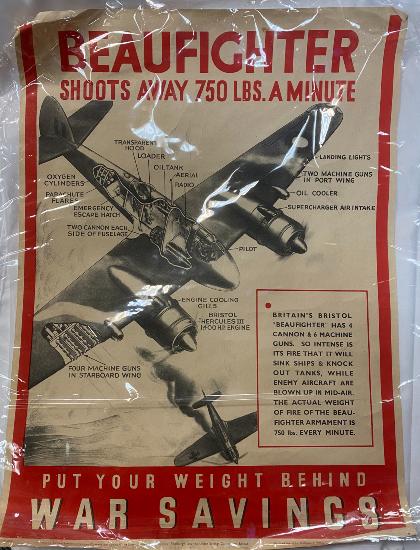 BEAUFIGHTER
SHOOTS AWAY 750 LBS. A MINUTE
TRANSPARENT
HOOD
LOADER
OIL TANK
AERIAL
RADIO
OXYGEN
CYLINDERS
PARACHUTE
FLARE
EMERGENCY
ESCAPE HATCH
TWO CANNON EACH
SIDE OF FUSELAGE
LANDING LIGHTS
TWO MACHINE GUNS
IN PORT WING
OIL COOLER
SUPERCHARGER AIR INTAKE
PILOT
ENGINE COOLING
GILLS
BRISTOL
HERCULES III
1400 H.P. ENGINE
FOUR MACHINE GUNS
IN STARBOARD WING
BRITAIN'S BRISTOL
'BEAUFIGHTER' HAS 4
CANNON & 6 MACHINE
GUNS. SO INTENSE IS
ITS FIRE THAT IT WILL
SINK SHIPS & KNOCK
OUT TANKS, WHILE
ENEMY AIRCRAFT ARE
BLOWN UP IN MID-AIR.
THE ACTUAL WEIGHT
OF FIRE OF THE BEAU-
FIGHTER ARMAMENT IS
750 lbs. EVERY MINUTE.
PUT YOUR WEIGHT BEHIND
WAR SAVINGS